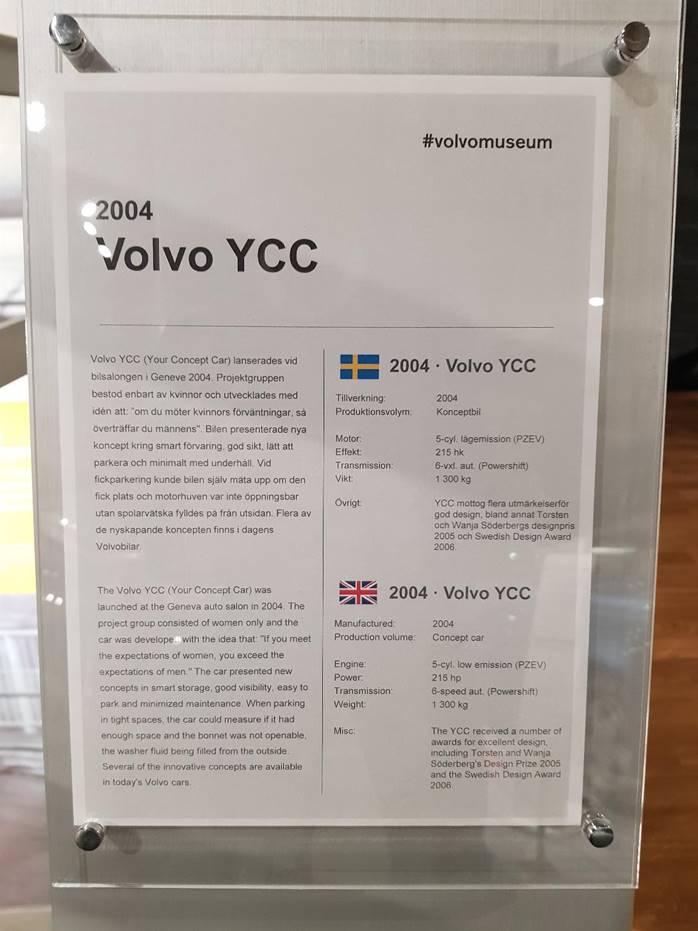 #volvomuseum
2004
Volvo YCC
Volvo YCC (Your Concept Car) lanserades vid
bilsalongen i Geneve 2004. Projektgruppen
bestod enbart av kvinnor och utvecklades med
idén att: "om du möter kvinnors förväntningar, så
överträffar du männens". Bilen presenterade nya
koncept kring smart förvaring, god sikt, lätt att
parkera och minimalt med underhåll. Vid
fickparkering kunde bilen själv mäta upp om den
fick plats och motorhuven var inte öppningsbar
utan spolarvätska fylldes på från utsidan. Flera av
de nyskapande koncepten finns i dagens
Volvobilar.
The Volvo YCC (Your Concept Car) was
launched at the Geneva auto salon in 2004. The
project group consisted of women only and the
car was develope with the idea that: "If you meet
the expectations of women, you exceed the
expectations of men." The car presented new
concepts in smart storage, good visibility, easy to
park and minimized maintenance. When parking
in tight spaces, the car could measure if it had
enough space and the bonnet was not openable,
the washer fluid being filled from the outside.
Several of the innovative concepts are available
in today's Volvo cars.
2004 · Volvo YCC
Tillverkning: 2004
Produktionsvolym: Konceptbil
Motor: 5-cyl. lågemission (PZEV)
Effekt: 215 hk
Transmission: 6-vxl. aut. (Powershift)
Vikt: 1 300 kg
Övrigt: YCC mottog flera utmärkelserför
god design, bland annat Torsten
och Wanja Söderbergs designpris
2005 och Swedish Design Award
2006.
2004 · Volvo YCC
Manufactured: 2004
Production volume: Concept car
Engine: 5-cyl. low emission (PZEV)
Power: 215 hp
Transmission: 6-speed aut. (Powershift)
Weight: 1 300 kg
Misc: The YCC received a number of
awards for excellent design,
including Torsten and Wanja
Söderberg's Design Prize 2005
and the Swedish Design Award
2006.